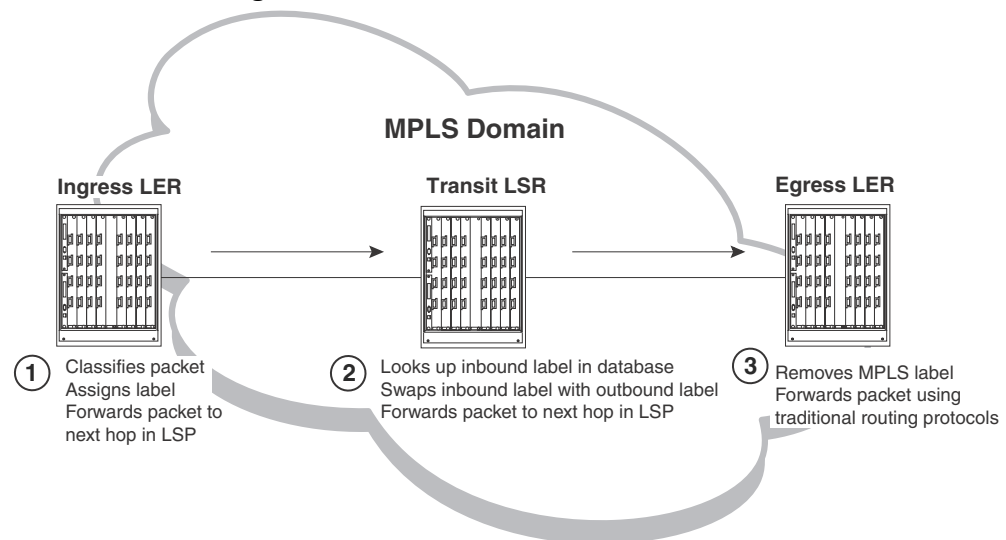 MPLS Domain
Ingress LER
Transit LSR
Egress LER
1
Classifies packet
Assigns label
Forwards packet to
next hop in LSP
2
Looks up inbound label in database
Swaps inbound label with outbound label
Forwards packet to next hop in LSP
3
Removes MPLS label
Forwards packet using
traditional routing protocols